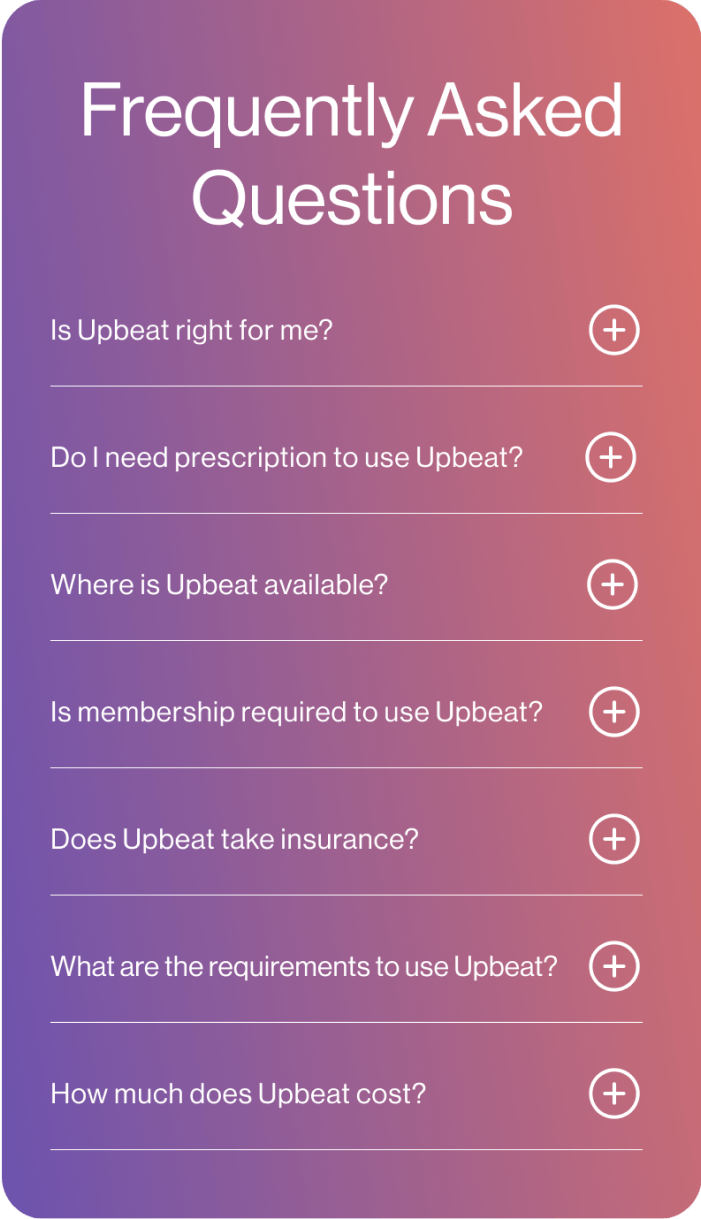 Frequently Asked
Questions
Is Upbeat right for me?
Do I need prescription to use Upbeat?
Where is Upbeat available?
Is membership required to use Upbeat?
Does Upbeat take insurance?
What are the requirements to use Upbeat?
How much does Upbeat cost?